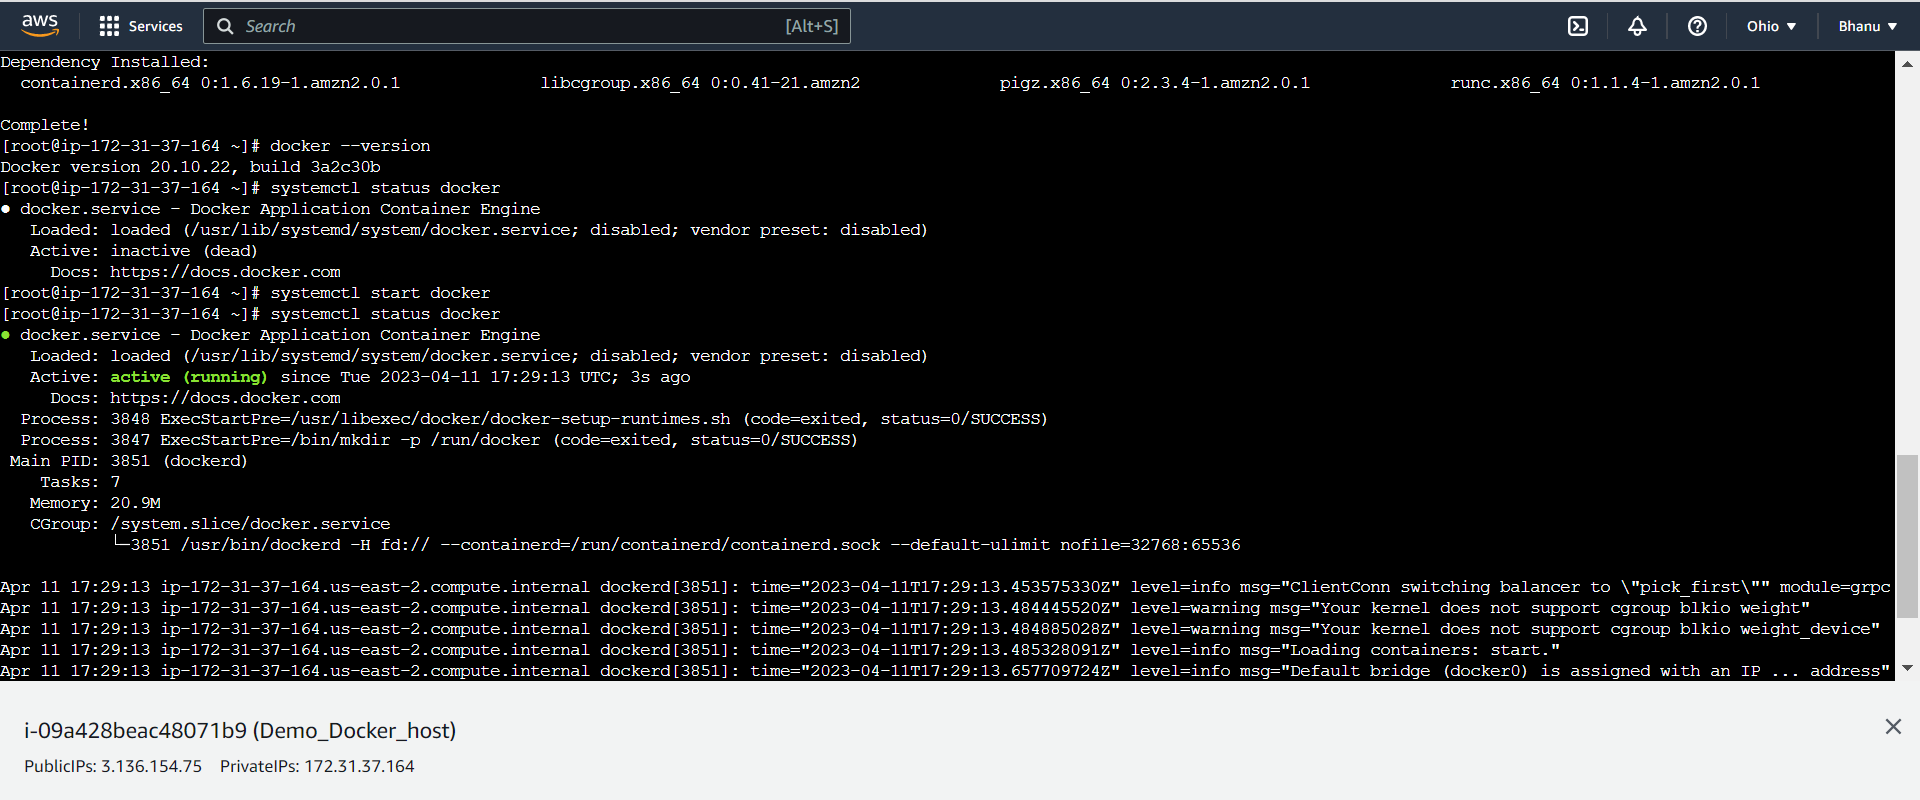 aws Services Search [Alt+S] Ohio Bhanu
Dependency Installed:
containerd.x86_64 0:1.6.19-1.amzn2.0.1 libcgroup.x86_64 0:0.41-21.amzn2 pigz.x86_64 0:2.3.4-1.amzn2.0.1 runc.x86_64 0:1.1.4-1.amzn2.0.1
Complete!
[root@ip-172-31-37-164 ~]# docker --version
Docker version 20.10.22, build 3a2c30b
[root@ip-172-31-37-164 ~]# systemctl status docker
● docker.service - Docker Application Container Engine
Loaded: loaded (/usr/lib/systemd/system/docker.service; disabled; vendor preset: disabled)
Active: inactive (dead)
Docs: https://docs.docker.com
[root@ip-172-31-37-164 ~]# systemctl start docker
[root@ip-172-31-37-164 ~]# systemctl status docker
● docker.service - Docker Application Container Engine
Loaded: loaded (/usr/lib/systemd/system/docker.service; disabled; vendor preset: disabled)
Active: active (running) since Tue 2023-04-11 17:29:13 UTC; 3s ago
Docs: https://docs.docker.com
Process: 3848 ExecStartPre=/usr/libexec/docker/docker-setup-runtimes.sh (code=exited, status=0/SUCCESS)
Process: 3847 ExecStartPre=/bin/mkdir -p /run/docker (code=exited, status=0/SUCCESS)
Main PID: 3851 (dockerd)
Tasks: 7
Memory: 20.9M
CGroup: /system.slice/docker.service
└─3851 /usr/bin/dockerd -H fd:// --containerd=/run/containerd/containerd.sock --default-ulimit nofile=32768:65536
Apr 11 17:29:13 ip-172-31-37-164.us-east-2.compute.internal dockerd[3851]: time="2023-04-11T17:29:13.453575330Z" level=info msg="ClientConn switching balancer to \"pick_first\"" module=grpc
Apr 11 17:29:13 ip-172-31-37-164.us-east-2.compute.internal dockerd[3851]: time="2023-04-11T17:29:13.484445520Z" level=warning msg="Your kernel does not support cgroup blkio weight"
Apr 11 17:29:13 ip-172-31-37-164.us-east-2.compute.internal dockerd[3851]: time="2023-04-11T17:29:13.484885028Z" level=warning msg="Your kernel does not support cgroup blkio weight_device"
Apr 11 17:29:13 ip-172-31-37-164.us-east-2.compute.internal dockerd[3851]: time="2023-04-11T17:29:13.485328091Z" level=info msg="Loading containers: start."
Apr 11 17:29:13 ip-172-31-37-164.us-east-2.compute.internal dockerd[3851]: time="2023-04-11T17:29:13.657709724Z" level=info msg="Default bridge (docker0) is assigned with an IP ... address"
i-09a428beac48071b9 (Demo_Docker_host)
PublicIPs: 3.136.154.75 PrivateIPs: 172.31.37.164